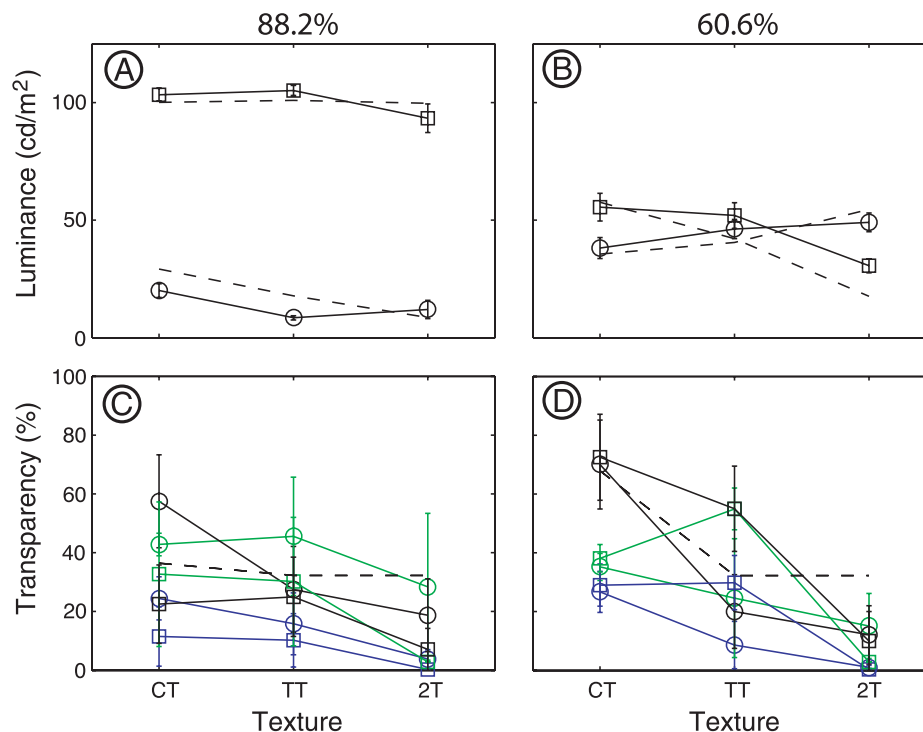 88.2%
60.6%
A
B
Luminance (cd/m²)
100
50
0
C
D
Transparency (%)
100
80
60
40
20
0
CT TT 2T
CT TT 2T
Texture
Texture